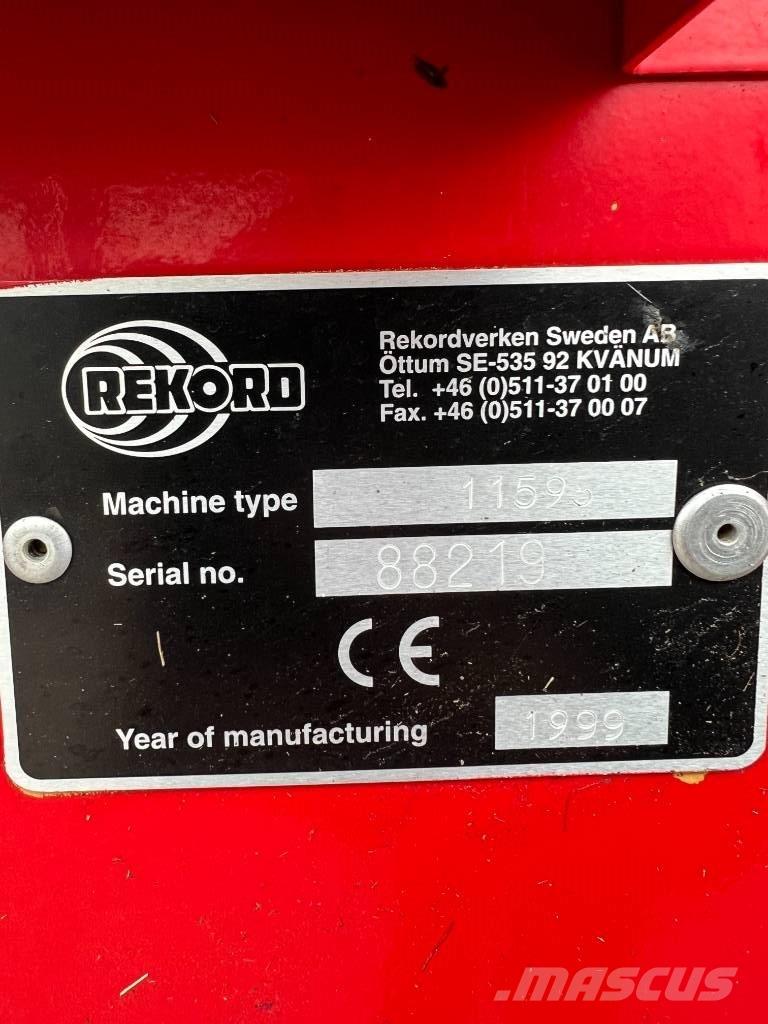 REKORD
Rekordverken Sweden AB
Öttum SE-535 92 KVÄNUM
Tel. +46 (0)511-37 01 00
Fax. +46 (0)511-37 00 07
Machine type 11595
Serial no. 88219
CE
Year of manufacturing 1999
MASCUS